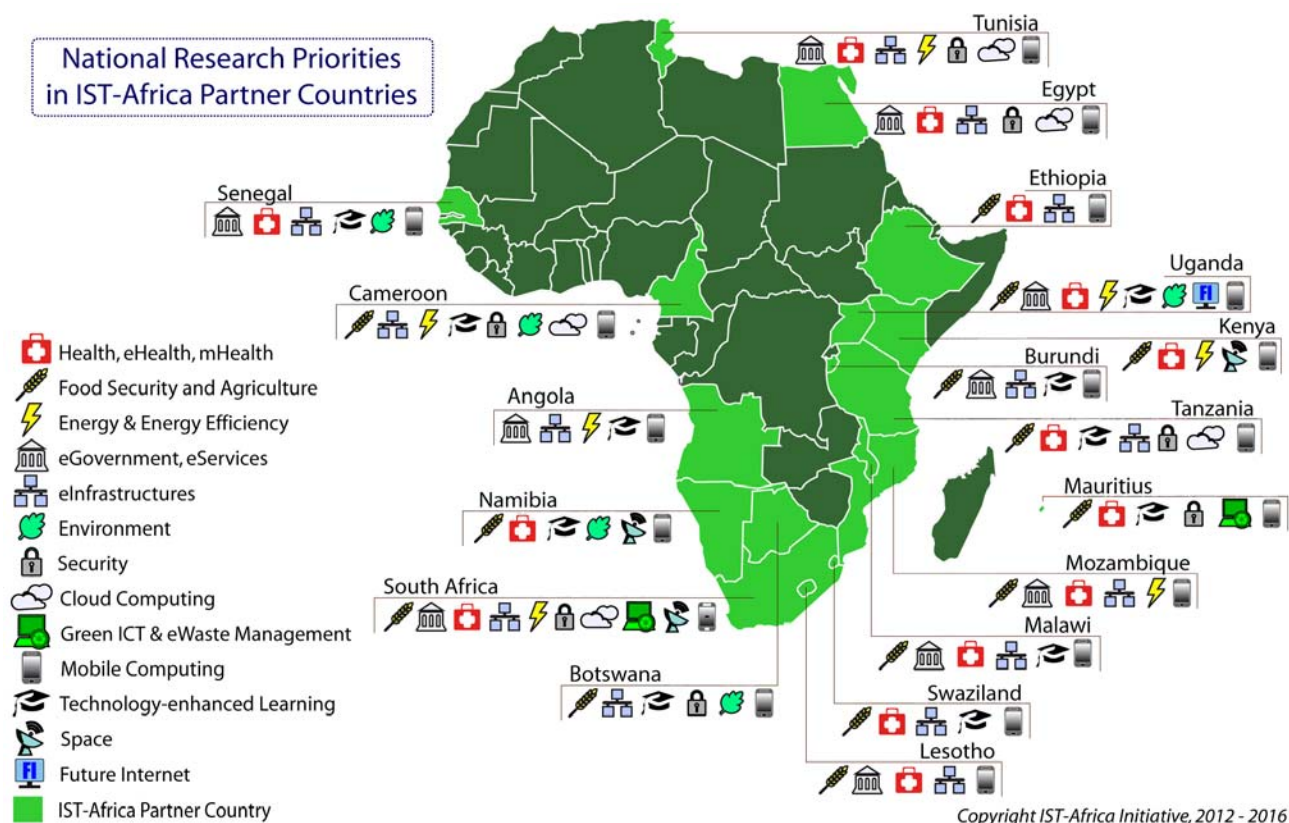 National Research Priorities
in IST-Africa Partner Countries
Tunisia
Egypt
Ethiopia
Senegal
Uganda
Cameroon
Kenya
Burundi
Angola
Tanzania
Namibia
Mauritius
South Africa
Mozambique
Malawi
Botswana
Swaziland
Lesotho
Health, eHealth, mHealth
Food Security and Agriculture
Energy & Energy Efficiency
eGovernment, eServices
eInfrastructures
Environment
Security
Cloud Computing
Green ICT & eWaste Management
Mobile Computing
Technology-enhanced Learning
Space
FI
Future Internet
IST-Africa Partner Country
FI
Copyright IST-Africa Initiative, 2012 - 2016